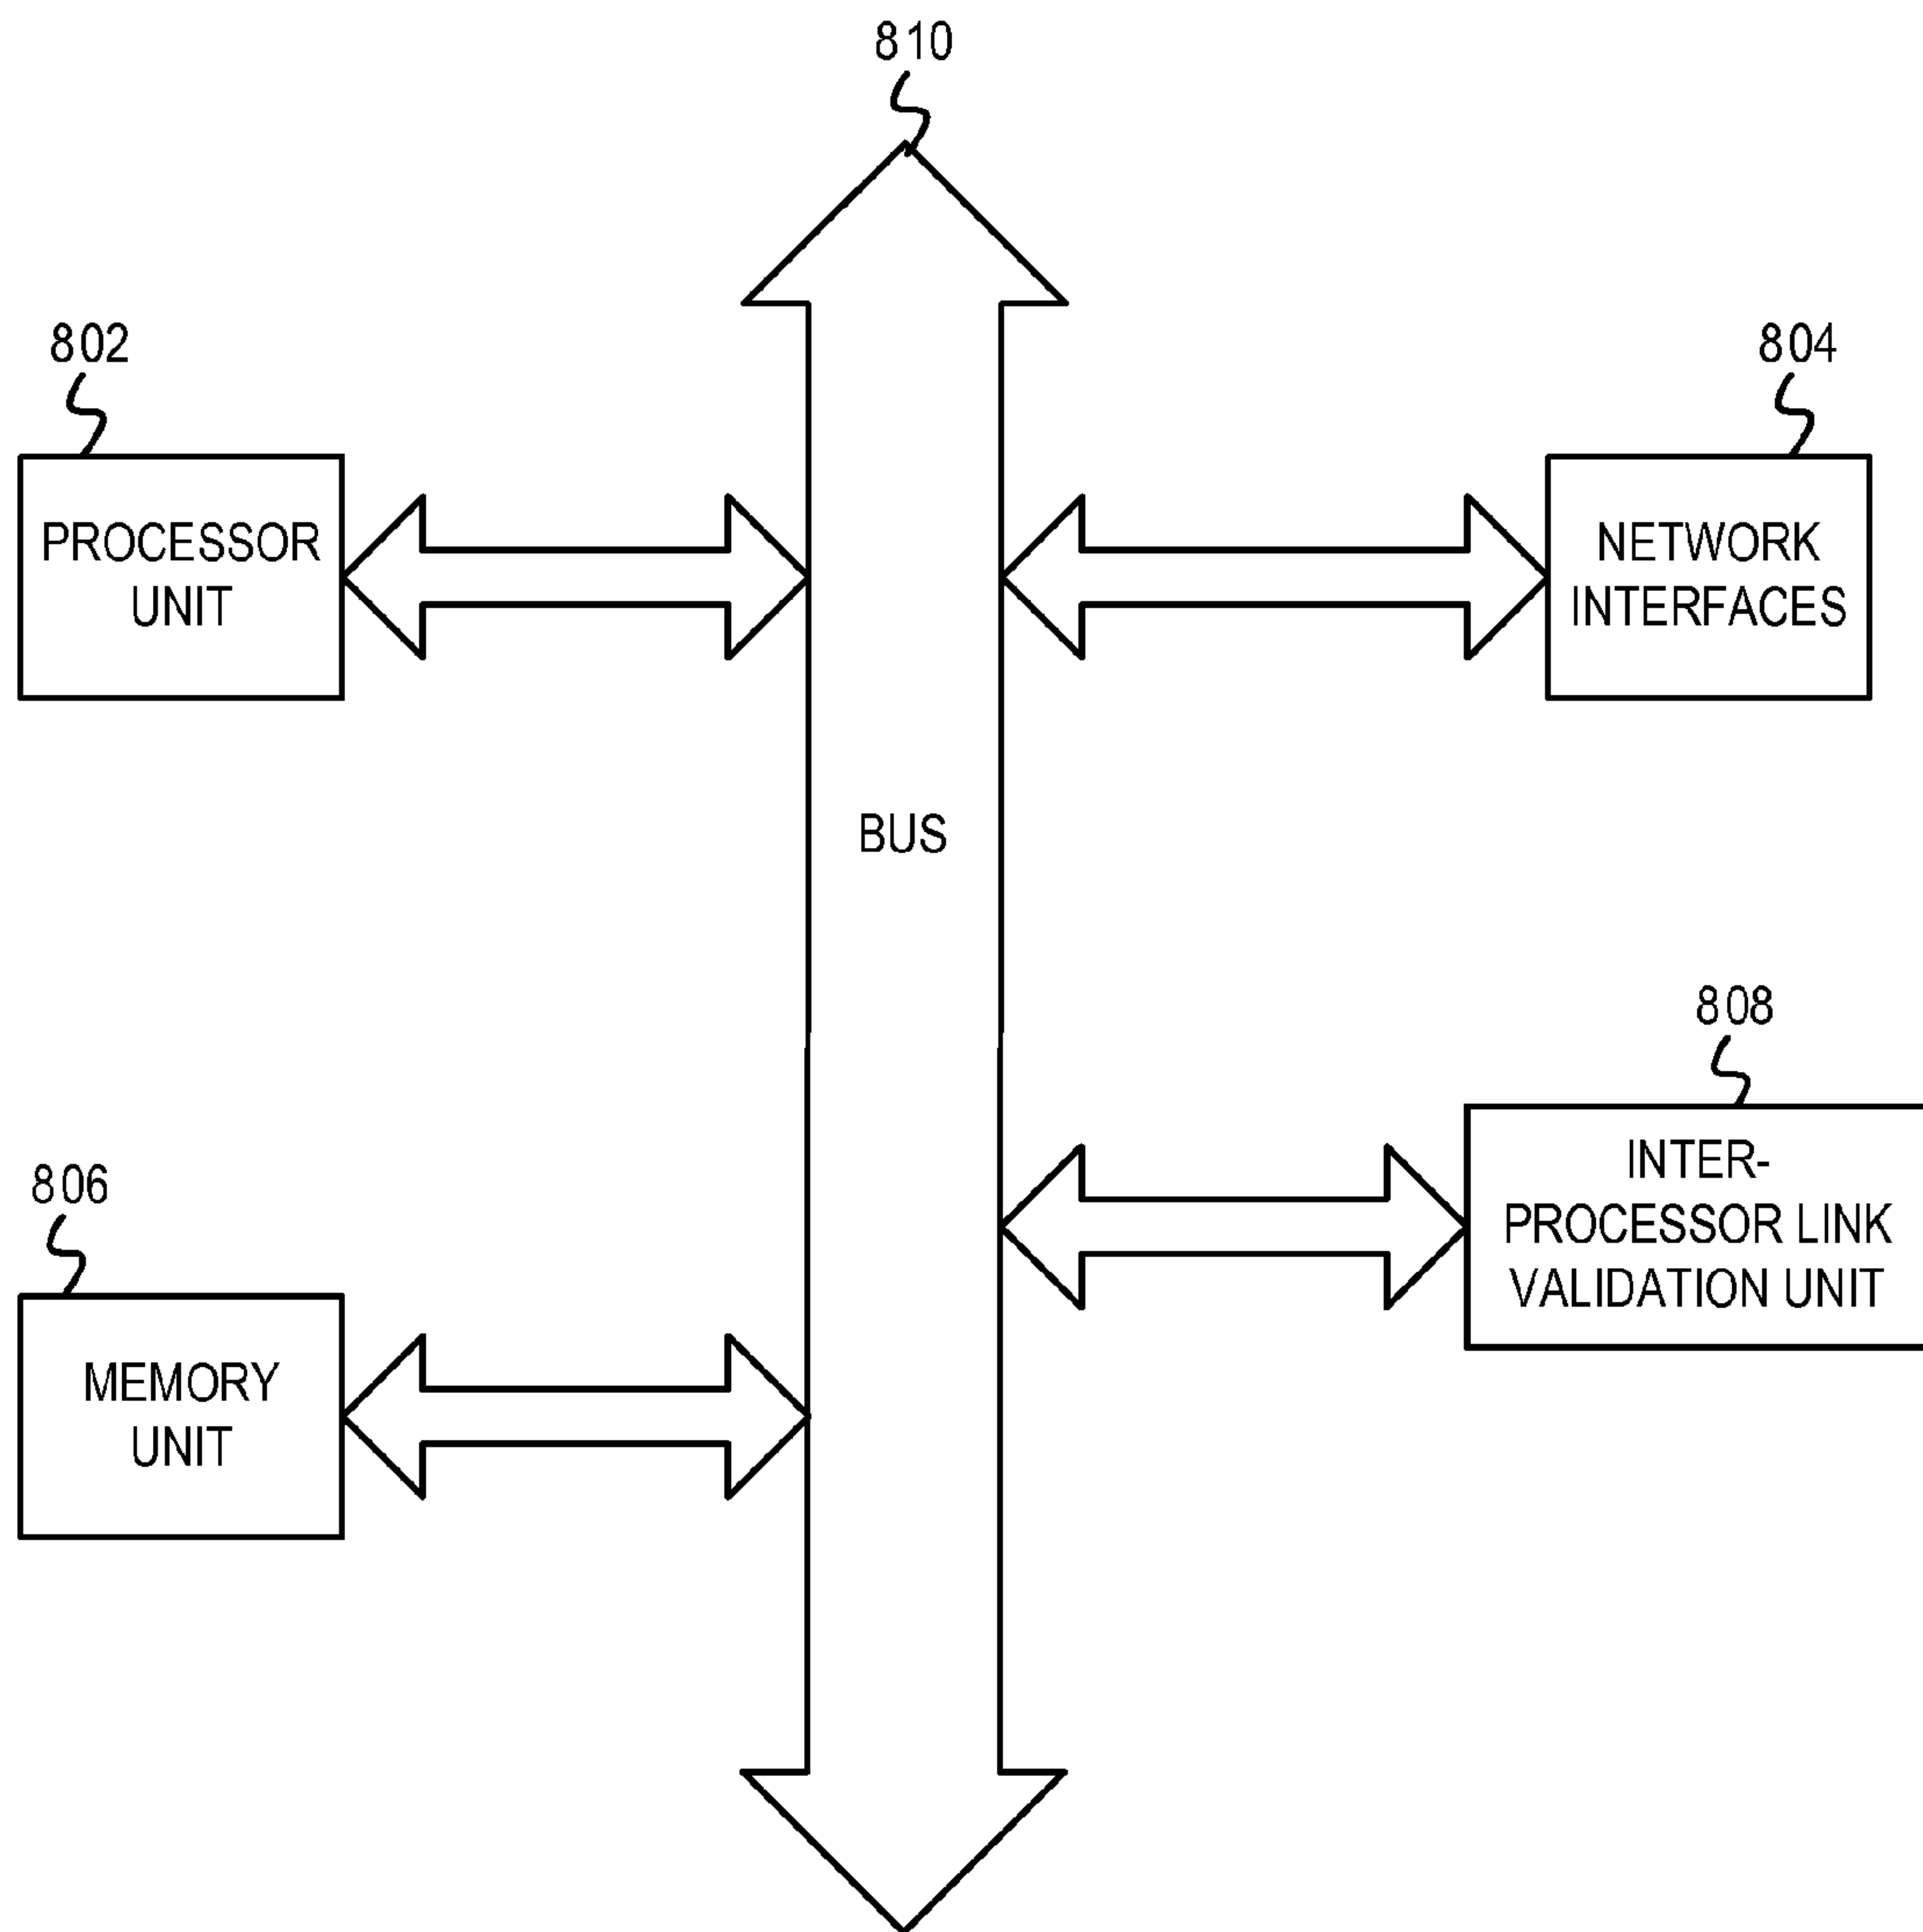 810
802
PROCESSOR
UNIT
804
NETWORK
INTERFACES
BUS
808
INTER-
PROCESSOR LINK
VALIDATION UNIT
806
MEMORY
UNIT